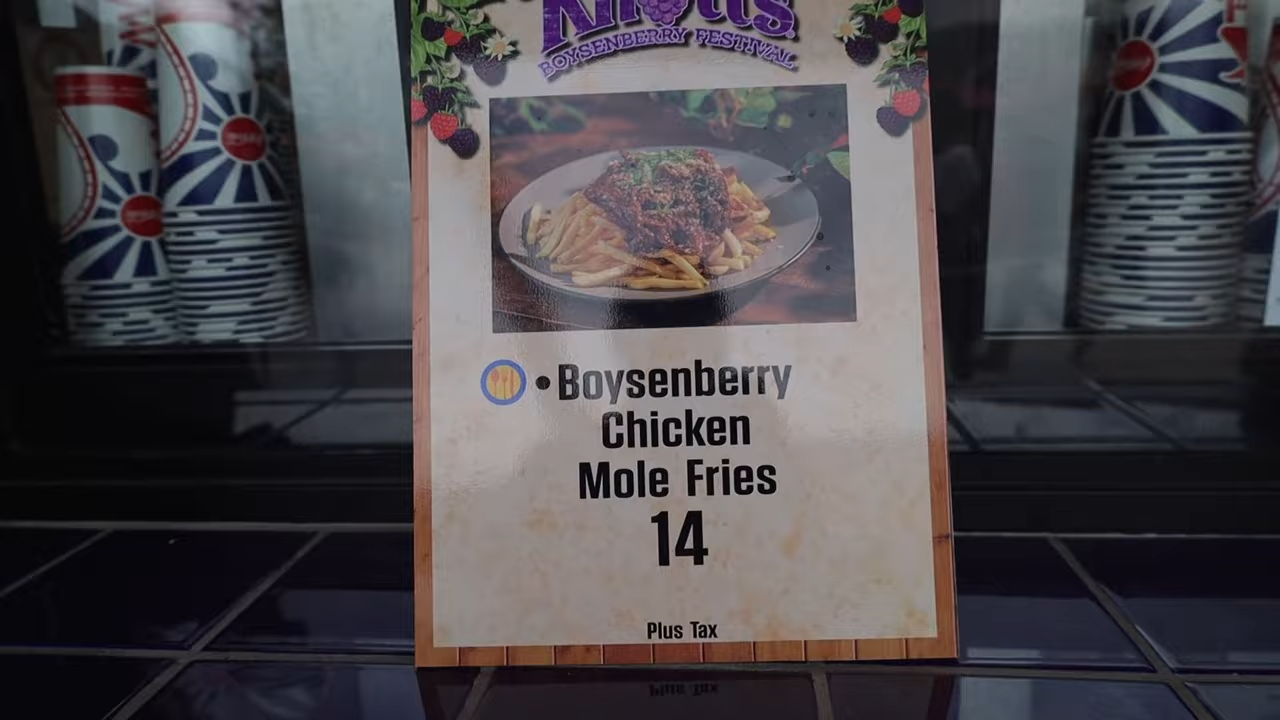 Knott's
BOYSENBERRY FESTIVAL
• Boysenberry
Chicken
Mole Fries
14
Plus Tax